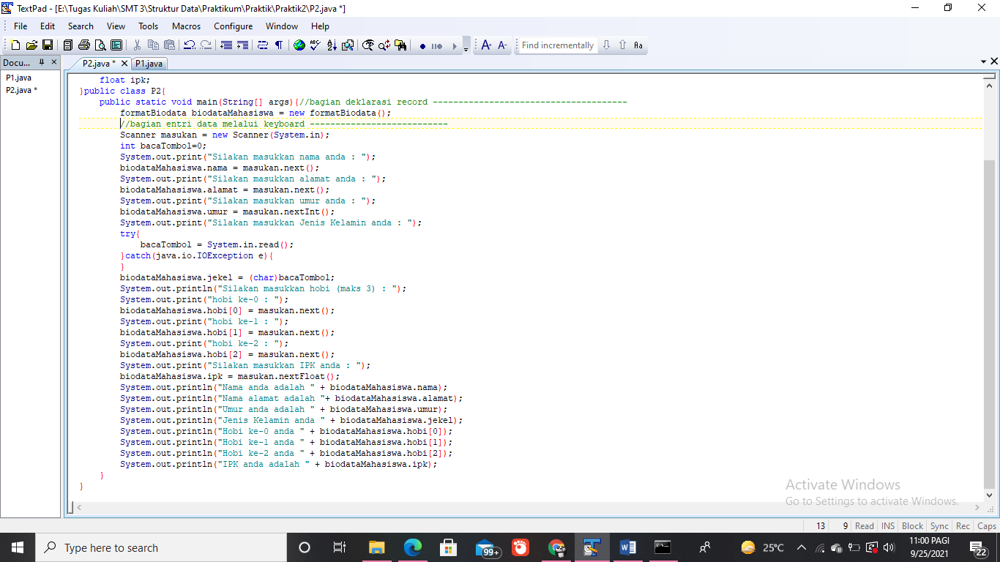 TextPad - [E:\Tugas Kuliah\SMT 3\Struktur Data\Praktikum\Praktik\Praktik2\P2.java *]
File Edit Search View Tools Macros Configure Window Help
Find incrementally
Docu...
P2.java * P1.java
P1.java
P2.java *
float ipk;
}public class P2{
public static void main(String[] args){//bagian deklarasi record --------------------------------------
formatBiodata biodataMahasiswa = new formatBiodata();
//bagian entri data melalui keyboard ---------------------------
Scanner masukan = new Scanner(System.in);
int bacaTombol=0;
System.out.print("Silakan masukkan nama anda : ");
biodataMahasiswa.nama = masukan.next();
System.out.print("Silakan masukkan alamat anda : ");
biodataMahasiswa.alamat = masukan.next();
System.out.print("Silakan masukkan umur anda : ");
biodataMahasiswa.umur = masukan.nextInt();
System.out.print("Silakan masukkan Jenis Kelamin anda : ");
try{
bacaTombol = System.in.read();
}catch(java.io.IOException e){
}
biodataMahasiswa.jekel = (char)bacaTombol;
System.out.println("Silakan masukkan hobi (maks 3) : ");
System.out.print("hobi ke-0 : ");
biodataMahasiswa.hobi[0] = masukan.next();
System.out.print("hobi ke-1 : ");
biodataMahasiswa.hobi[1] = masukan.next();
System.out.print("hobi ke-2 : ");
biodataMahasiswa.hobi[2] = masukan.next();
System.out.print("Silakan masukkan IPK anda : ");
biodataMahasiswa.ipk = masukan.nextFloat();
System.out.println("Nama anda adalah " + biodataMahasiswa.nama);
System.out.println("Nama alamat adalah "+ biodataMahasiswa.alamat);
System.out.println("Umur anda adalah " + biodataMahasiswa.umur);
System.out.println("Jenis Kelamin anda " + biodataMahasiswa.jekel);
System.out.println("Hobi ke-0 anda " + biodataMahasiswa.hobi[0]);
System.out.println("Hobi ke-1 anda " + biodataMahasiswa.hobi[1]);
System.out.println("Hobi ke-2 anda " + biodataMahasiswa.hobi[2]);
System.out.println("IPK anda adalah " + biodataMahasiswa.ipk);
}
}
Activate Windows
Go to Settings to activate Windows.
13 9 Read INS Block Sync Rec Caps
Type here to search
99+
25°C
11:00 PAGI
9/25/2021
22